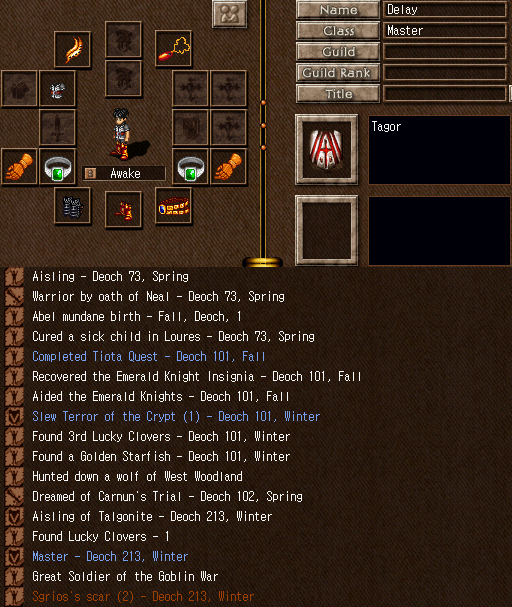 Name Delay
Class Master
Guild
Guild Rank
Title
Tagor
Awake
Aisling - Deoch 73, Spring
Warrior by oath of Neal - Deoch 73, Spring
Abel mundane birth - Fall, Deoch, 1
Cured a sick child in Loures - Deoch 73, Spring
Completed Tiota Quest - Deoch 101, Fall
Recovered the Emerald Knight Insignia - Deoch 101, Fall
Aided the Emerald Knights - Deoch 101, Fall
Slew Terror of the Crypt (1) - Deoch 101, Winter
Found 3rd Lucky Clovers - Deoch 101, Winter
Found a Golden Starfish - Deoch 101, Winter
Hunted down a wolf of West Woodland
Dreamed of Carnun's Trial - Deoch 102, Spring
Aisling of Talgonite - Deoch 213, Winter
Found Lucky Clovers - 1
Master - Deoch 213, Winter
Great Soldier of the Goblin War
Sgrios's scar (2) - Deoch 213, Winter